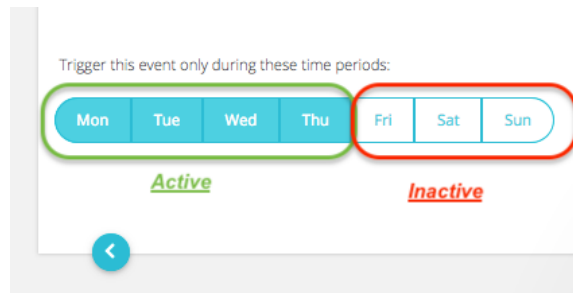 Trigger this event only during these time periods:
Mon Tue Wed Thu Fri Sat Sun
Active Inactive